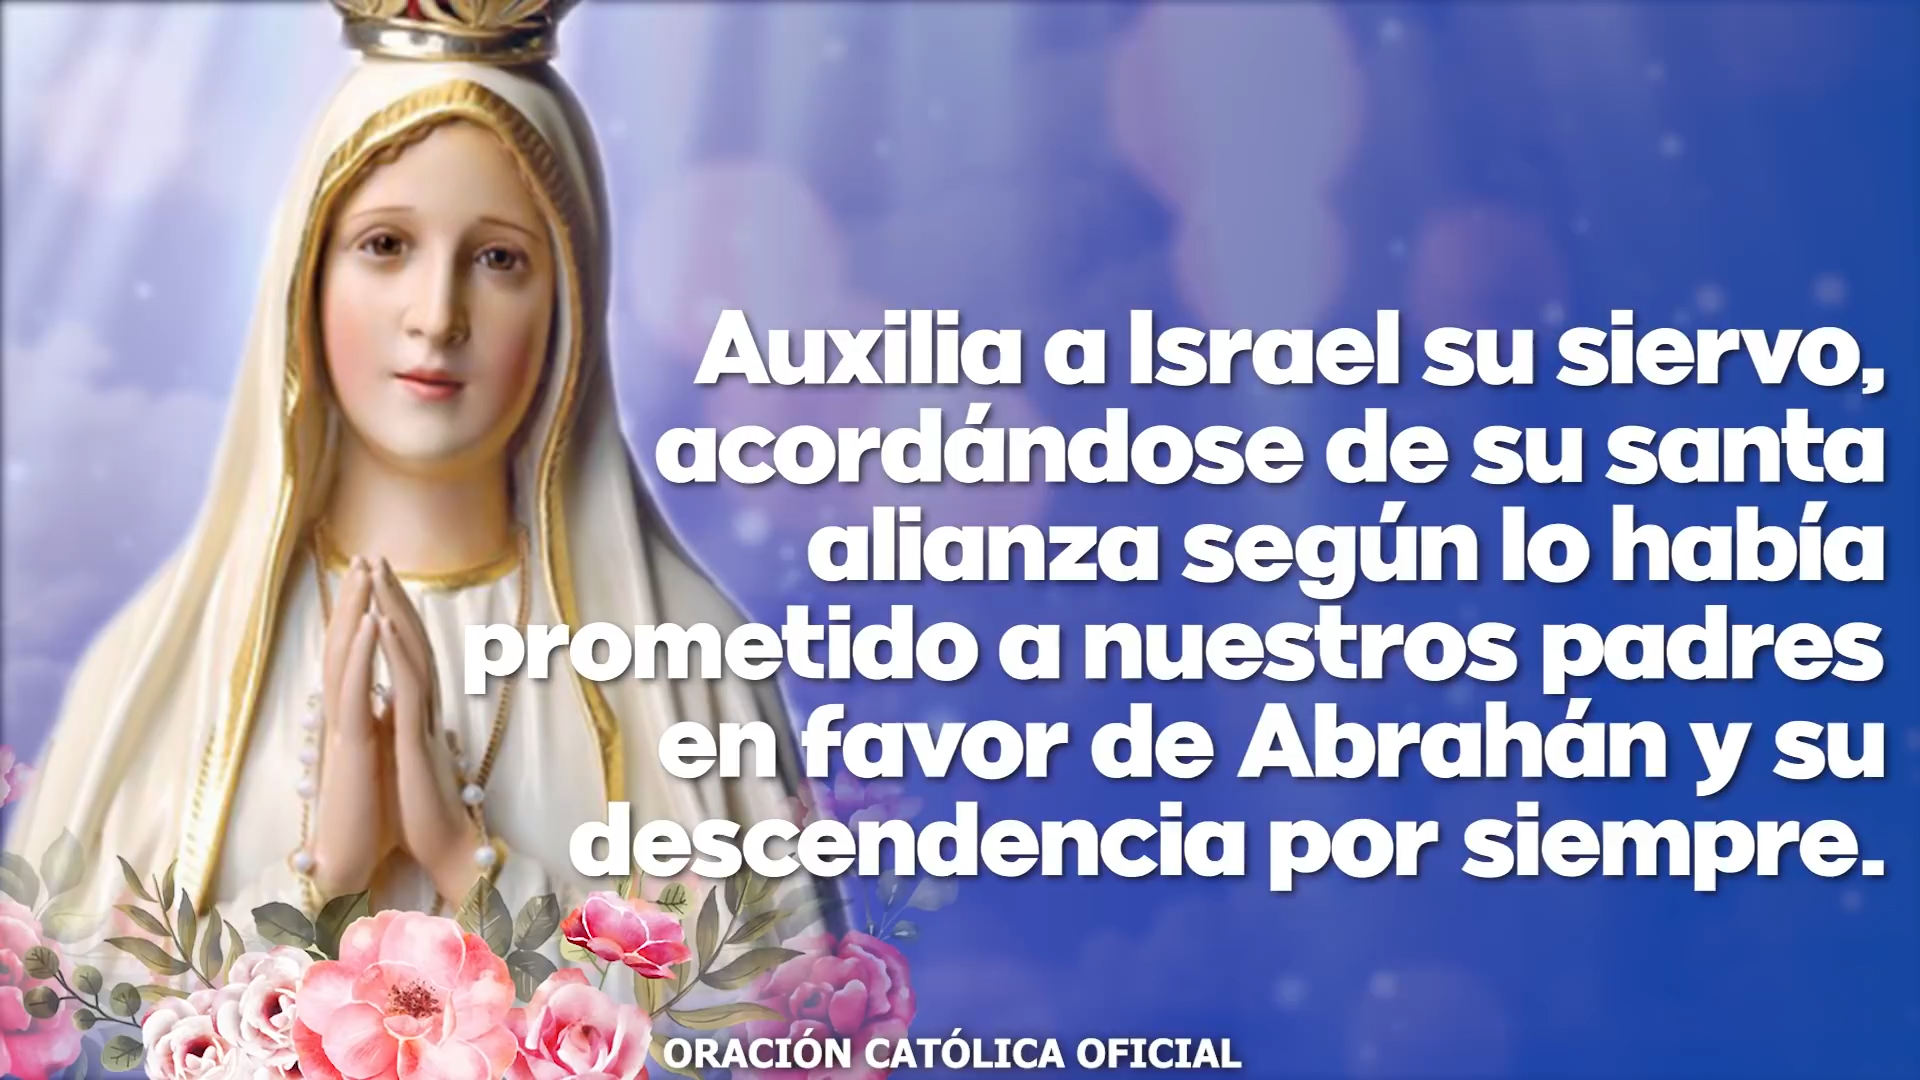 Auxilia a Israel su siervo,
acordándose de su santa
alianza según lo había
prometido a nuestros padres
en favor de Abrahán y su
descendencia por siempre.
ORACIÓN CATÓLICA OFICIAL